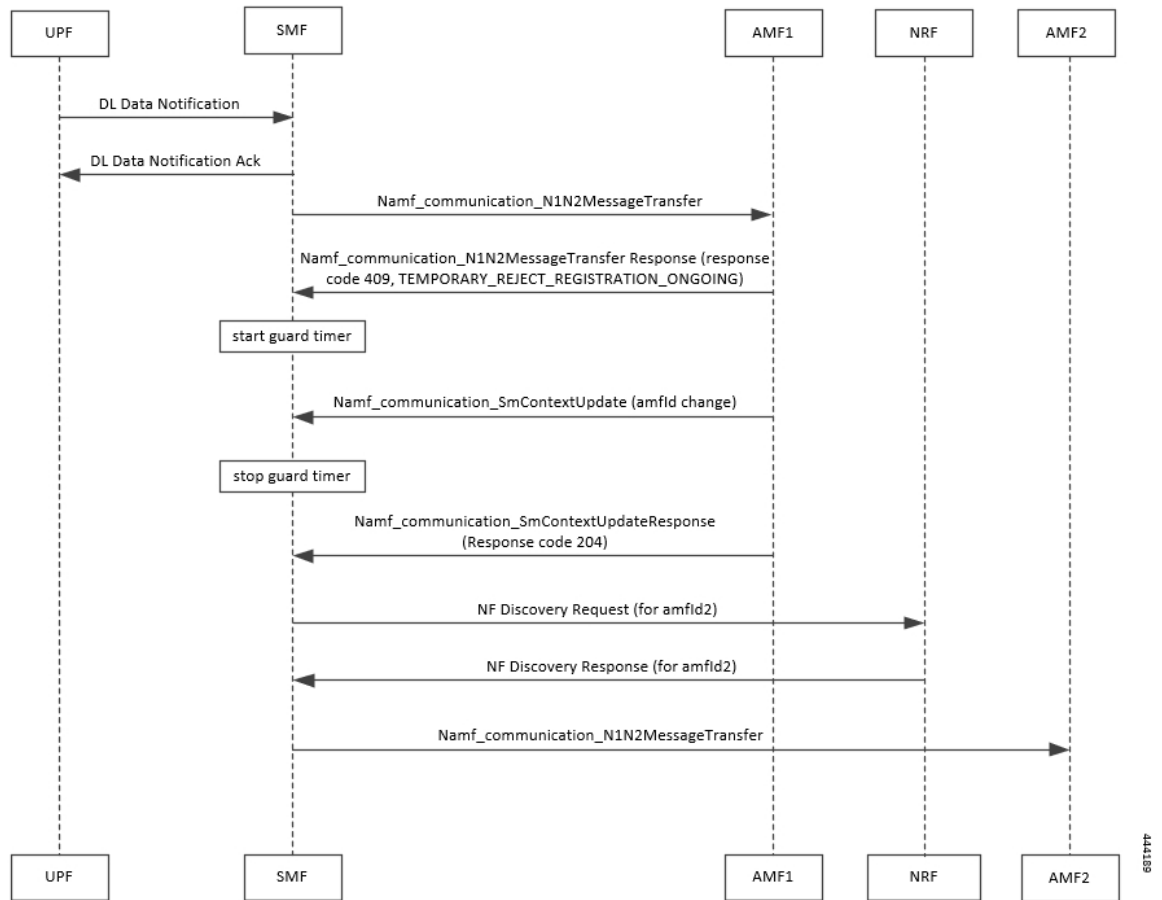 UPF
SMF
AMF1
NRF
AMF2
DL Data Notification
DL Data Notification Ack
Namf_communication_N1N2MessageTransfer
Namf_communication_N1N2MessageTransfer Response (response
code 409, TEMPORARY_REJECT_REGISTRATION_ONGOING)
start guard timer
Namf_communication_SmContextUpdate (amfId change)
stop guard timer
Namf_communication_SmContextUpdateResponse
(Response code 204)
NF Discovery Request (for amfId2)
NF Discovery Response (for amfId2)
Namf_communication_N1N2MessageTransfer
UPF
SMF
AMF1
NRF
AMF2
444189